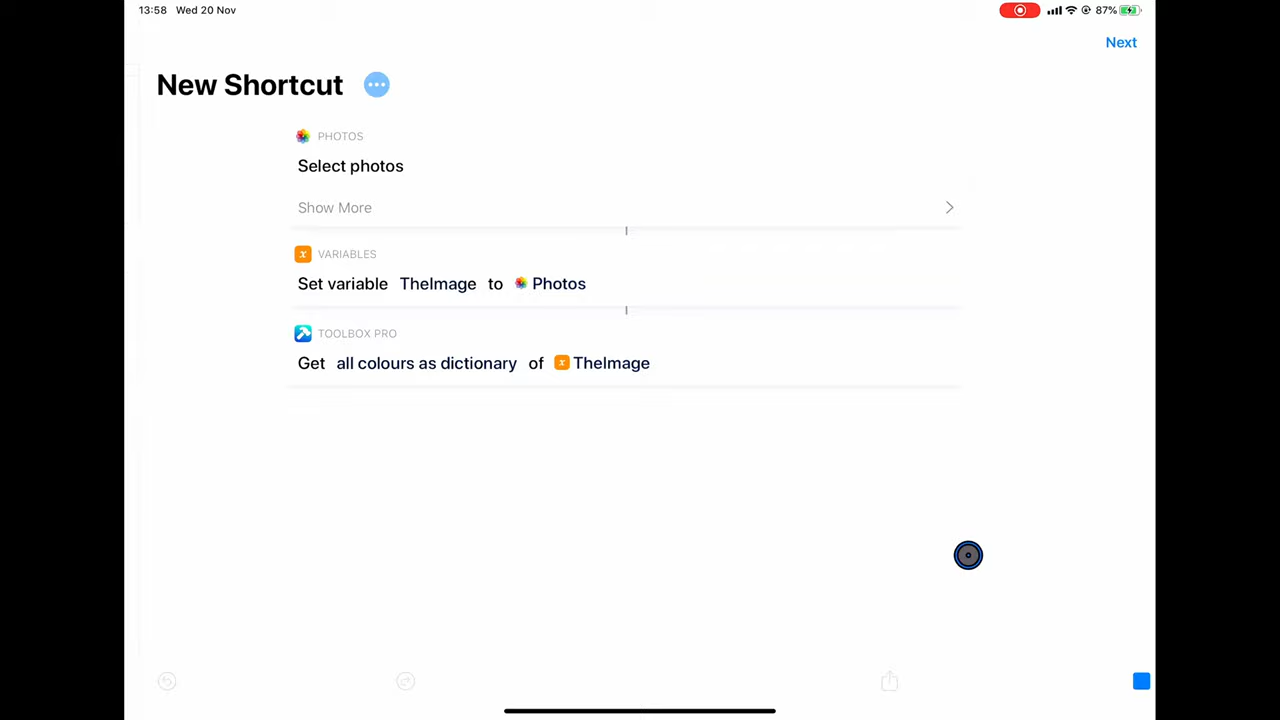 13:58 Wed 20 Nov
87%
Next
New Shortcut
PHOTOS
Select photos
Show More
x VARIABLES
Set variable TheImage to Photos
TOOLBOX PRO
Get all colours as dictionary of x TheImage